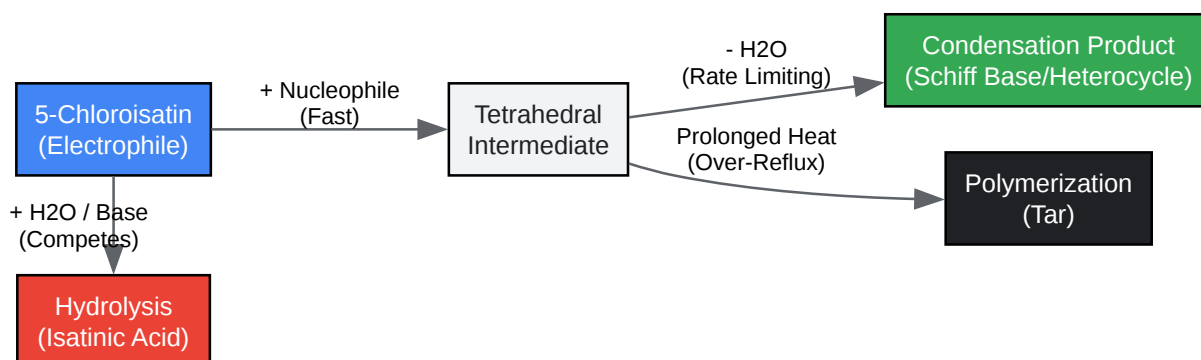 5-Chloroisatin
(Electrophile)
+ Nucleophile
(Fast)
Tetrahedral
Intermediate
- H2O
(Rate Limiting)
Condensation Product
(Schiff Base/Heterocycle)
Prolonged Heat
(Over-Reflux)
Polymerization
(Tar)
+ H2O / Base
(Competes)
Hydrolysis
(Isatinic Acid)